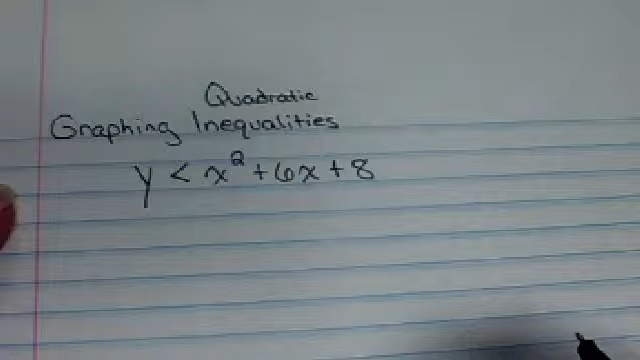 Quadratic
Graphing Inequalities
y < x² + 6x + 8